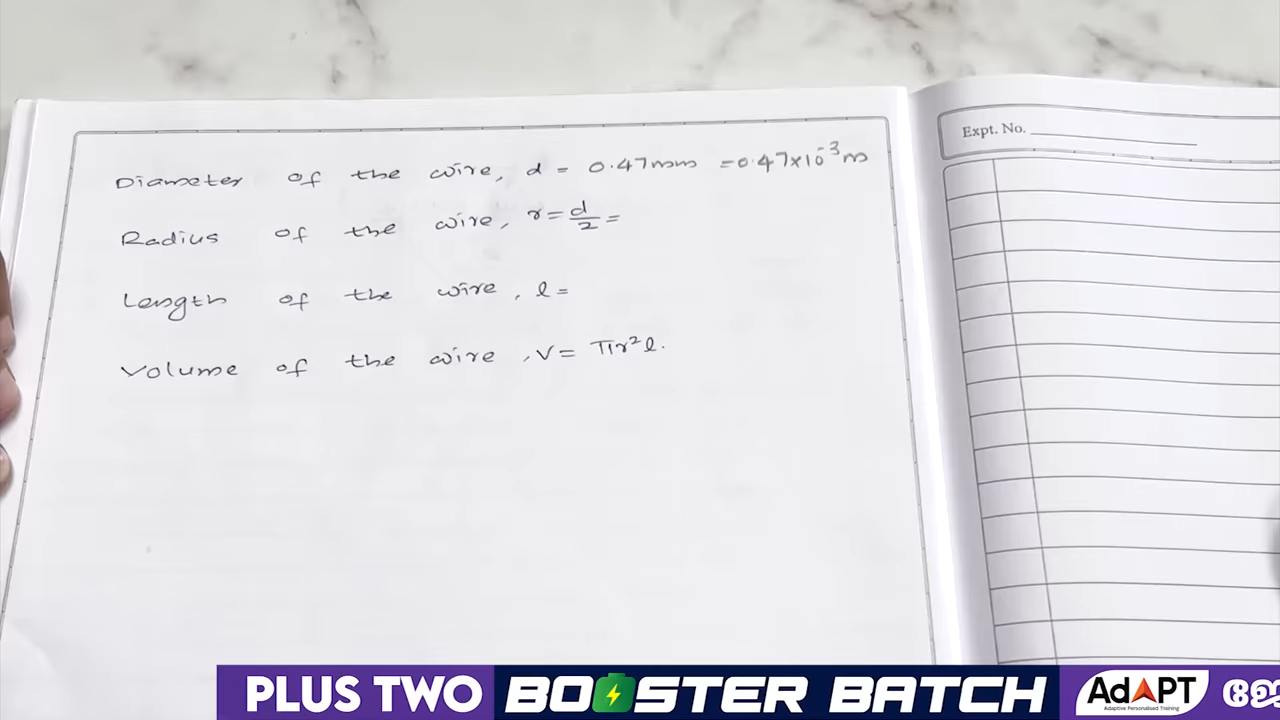 Diameter of the wire, d = 0.47mm = 0.47×10⁻³m
Radius of the wire, r = d/2 =
Length of the wire, l =
Volume of the wire, V = πr²l.
Expt. No.
PLUS TWO BOOSTER BATCH AdAPT
Adaptive Personalised Training